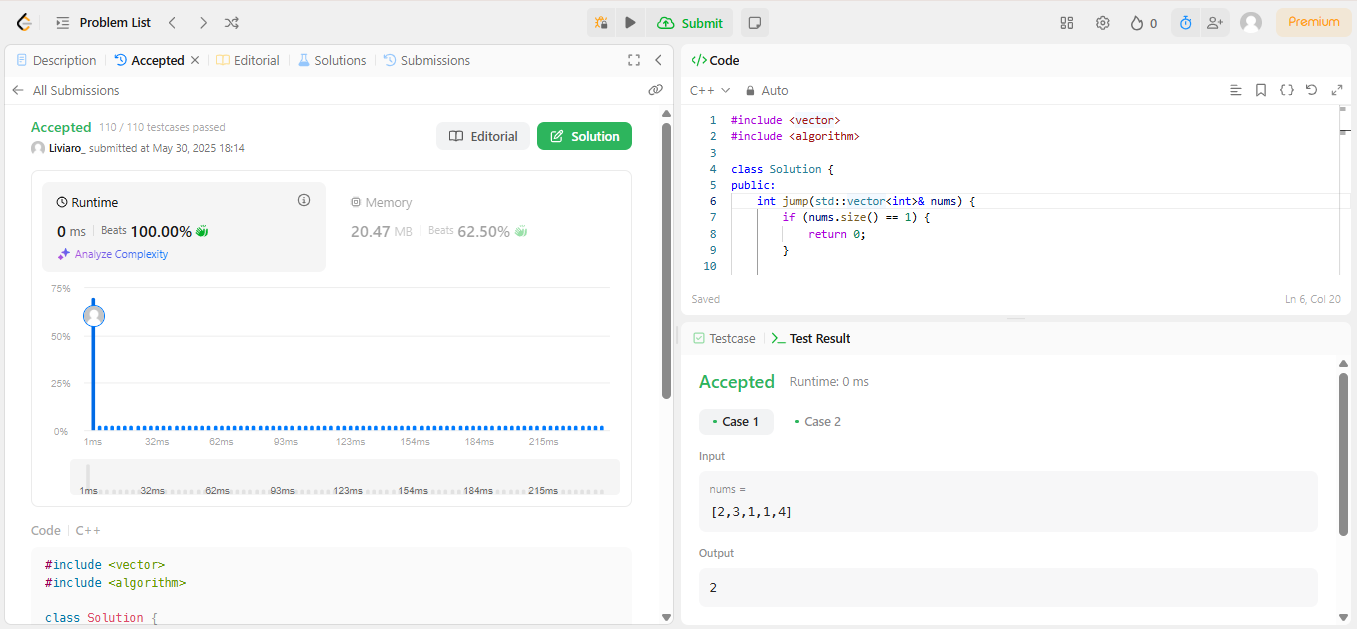 Problem List
Submit
0
Premium
Description
Accepted
Editorial
Solutions
Submissions
All Submissions
Accepted 110 / 110 testcases passed
Liviaro_ submitted at May 30, 2025 18:14
Editorial
Solution
Runtime
0 ms Beats 100.00%
Analyze Complexity
Memory
20.47 MB Beats 62.50%
75%
50%
25%
0%
1ms 32ms 62ms 93ms 123ms 154ms 184ms 215ms
1ms 32ms 62ms 93ms 123ms 154ms 184ms 215ms
Code C++
#include <vector>
#include <algorithm>
class Solution {
</> Code
C++ Auto
1 #include <vector>
2 #include <algorithm>
3
4 class Solution {
5 public:
6 int jump(std::vector<int>& nums) {
7 if (nums.size() == 1) {
8 return 0;
9 }
10
Saved
Ln 6, Col 20
Testcase
Test Result
Accepted Runtime: 0 ms
Case 1
Case 2
Input
nums =
[2,3,1,1,4]
Output
2